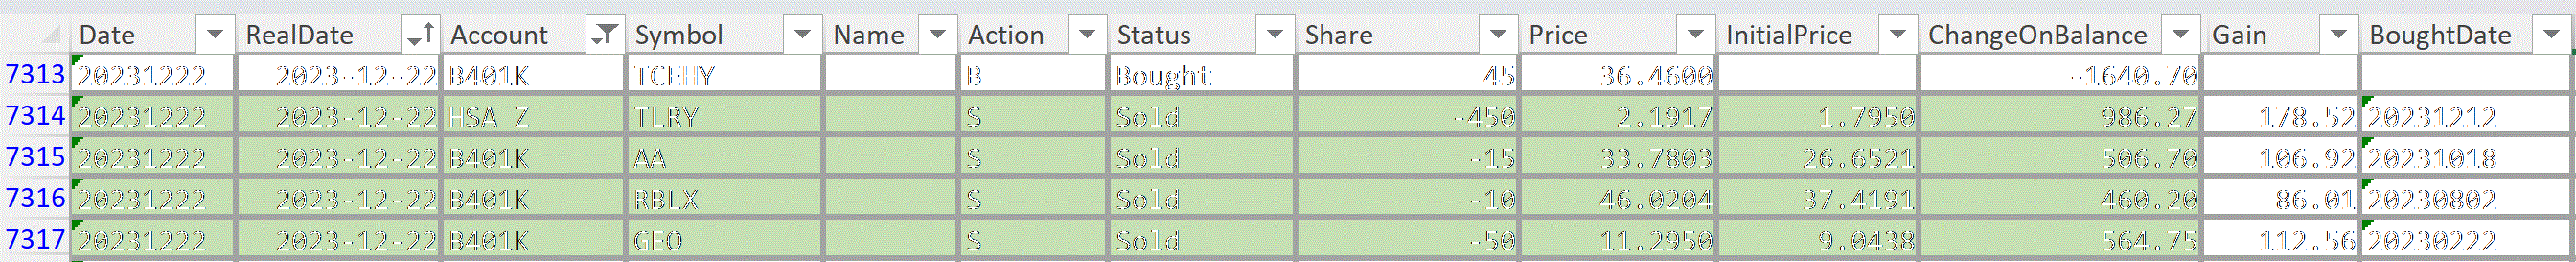 Date RealDate Account Symbol Name Action Status Share Price InitialPrice ChangeOnBalance Gain BoughtDate
7313 20231222 2023-12-22 B401K TCEHY B Bought 45 36.4600 -1640.70
7314 20231222 2023-12-22 HSA_Z TLRY S Sold -450 2.1917 1.7950 986.27 178.52 20231212
7315 20231222 2023-12-22 B401K AA S Sold -15 33.7803 26.6521 506.70 106.92 20231018
7316 20231222 2023-12-22 B401K RBLX S Sold -10 46.0204 37.4191 460.20 86.01 20230802
7317 20231222 2023-12-22 B401K GEO S Sold -50 11.2950 9.0438 564.75 112.56 20230222